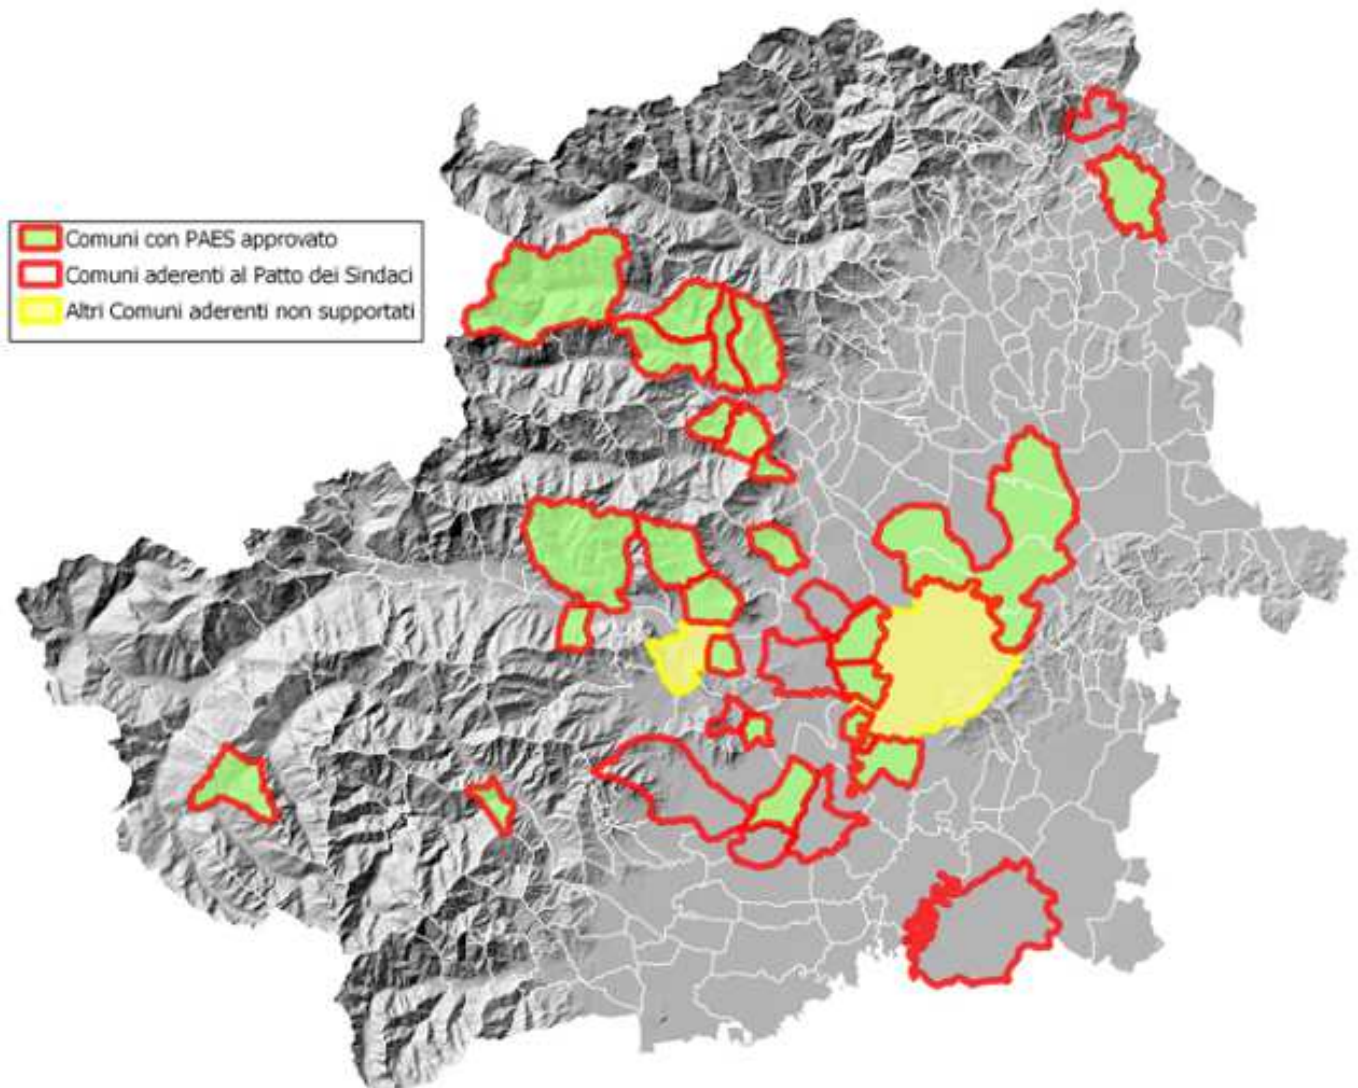 Comuni con PAES approvato
Comuni aderenti al Patto dei Sindaci
Altri Comuni aderenti non supportati